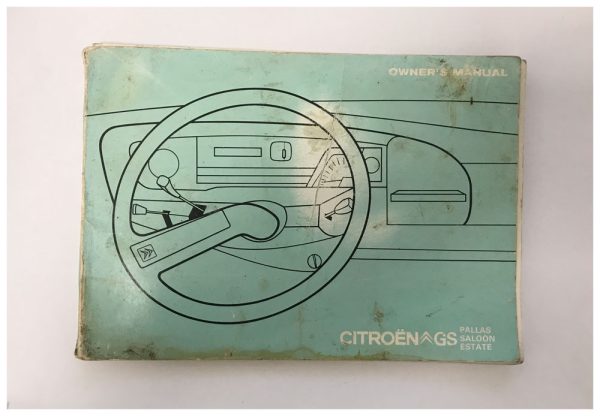 OWNER'S MANUAL
CITROËN GS
PALLAS
SALOON
ESTATE